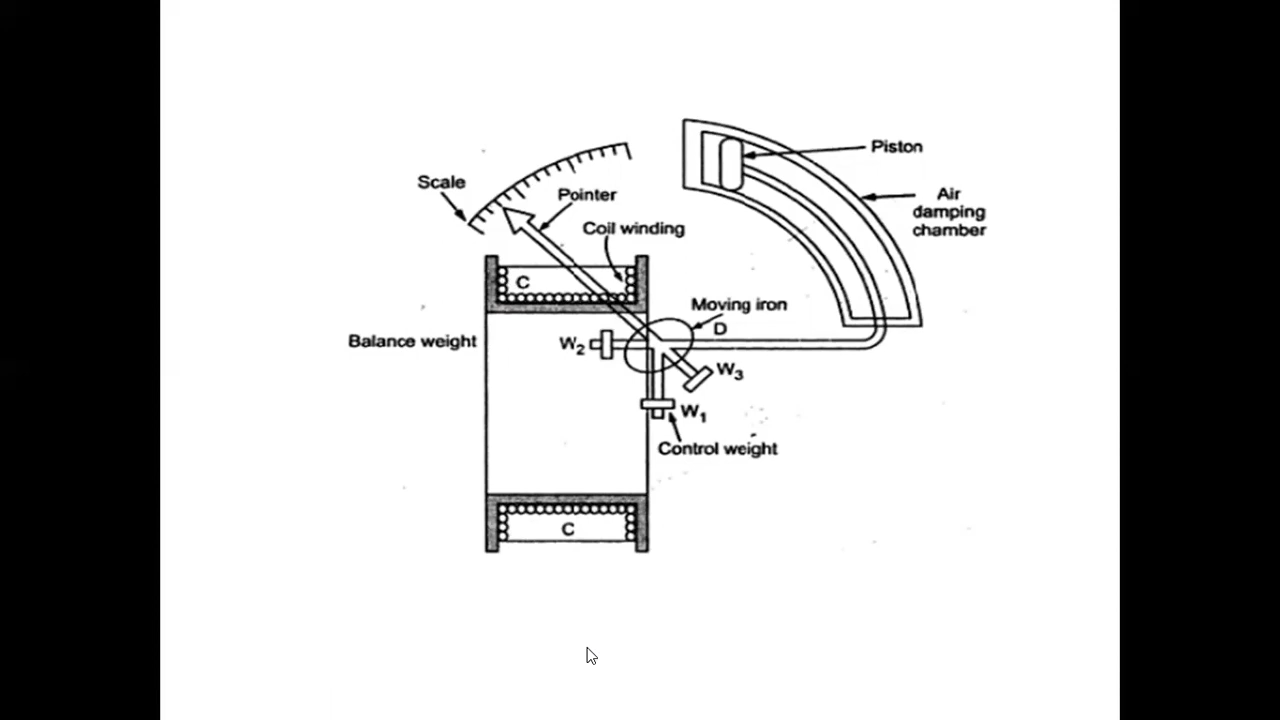 Piston
Scale
Pointer
Air
damping
chamber
Coil winding
C
Moving iron
D
Balance weight
W2
W3
W1
Control weight
C